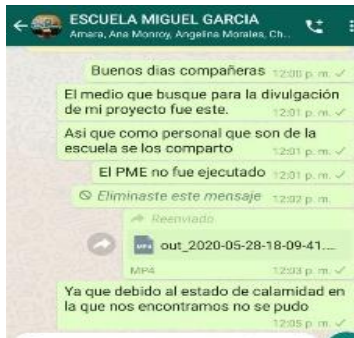 ESCUELA MIGUEL GARCIA
Amara, Ana Monroy, Angelina Morales, Ch..
Buenos dias compañeras 12:00 p. m.
El medio que busque para la divulgación
de mi proyecto fue este. 12:01 p. m.
Asi que como personal que son de la
escuela se los comparto 12:01 p. m.
El PME no fue ejecutado 12:01 p. m.
Eliminaste este mensaje 12:02 p. m.
Reenviado
MP4 out_2020-05-28-18-09-41....
MP4 12:03 p. m.
Ya que debido al estado de calamidad en
la que nos encontramos no se pudo
12:05 p. m.